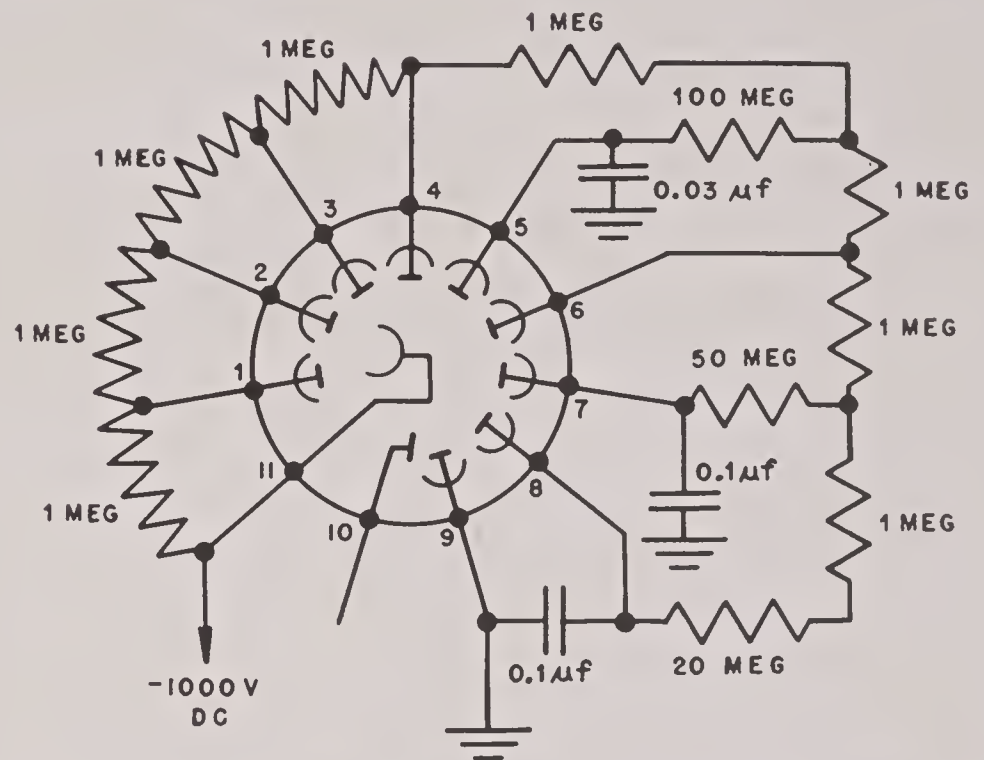 1 MEG
1 MEG
100 MEG
0.03 µf
1 MEG
1 MEG
4
3
5
2
6
1 MEG
1 MEG
50 MEG
1
7
11
8
0.1µf
1 MEG
10
9
1 MEG
0.1µf
20 MEG
-1000V
DC